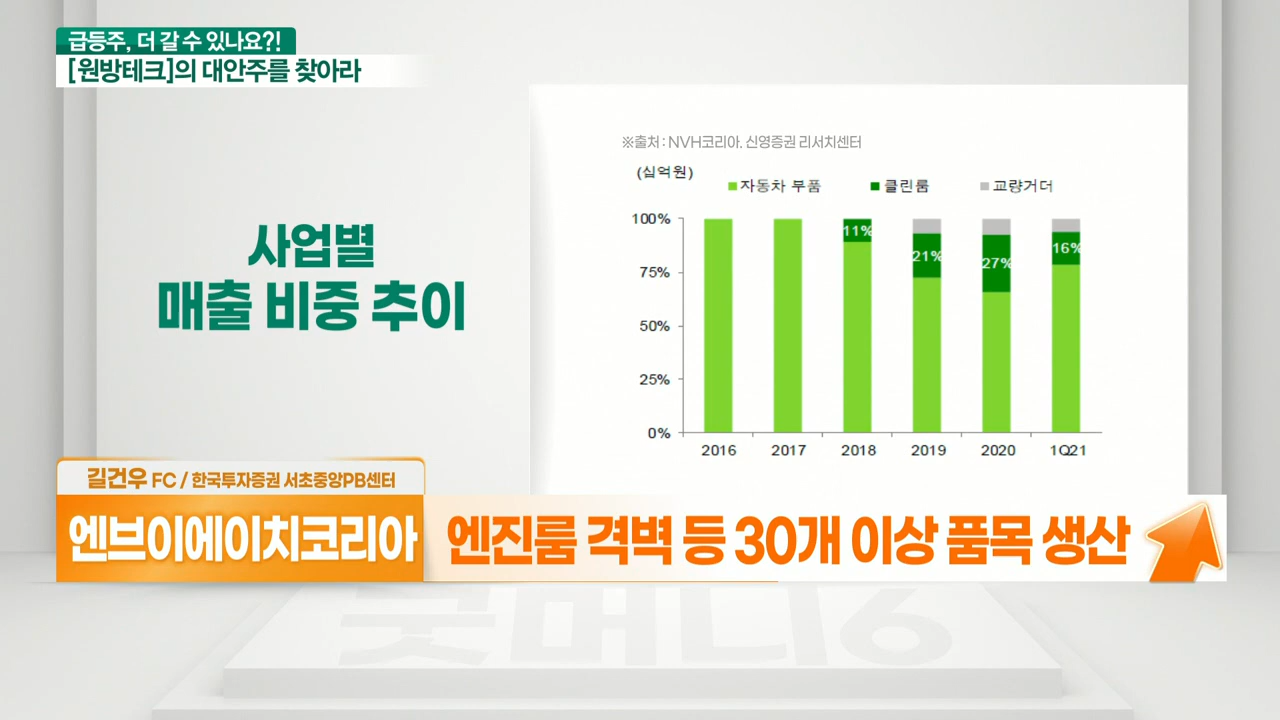 급등주, 더 갈 수 있나요?!
[원방테크]의 대안주를 찾아라
※출처 : NVH코리아, 신영증권 리서치센터
(십억원)
자동차 부품 클린룸 교량거더
사업별
매출 비중 추이
100%
75%
50%
25%
0%
11%
21%
27%
16%
2016 2017 2018 2019 2020 1Q21
길건우 FC / 한국투자증권 서초중앙PB센터
엔브이에이치코리아
엔진룸 격벽 등 30개 이상 품목 생산
굿머니6